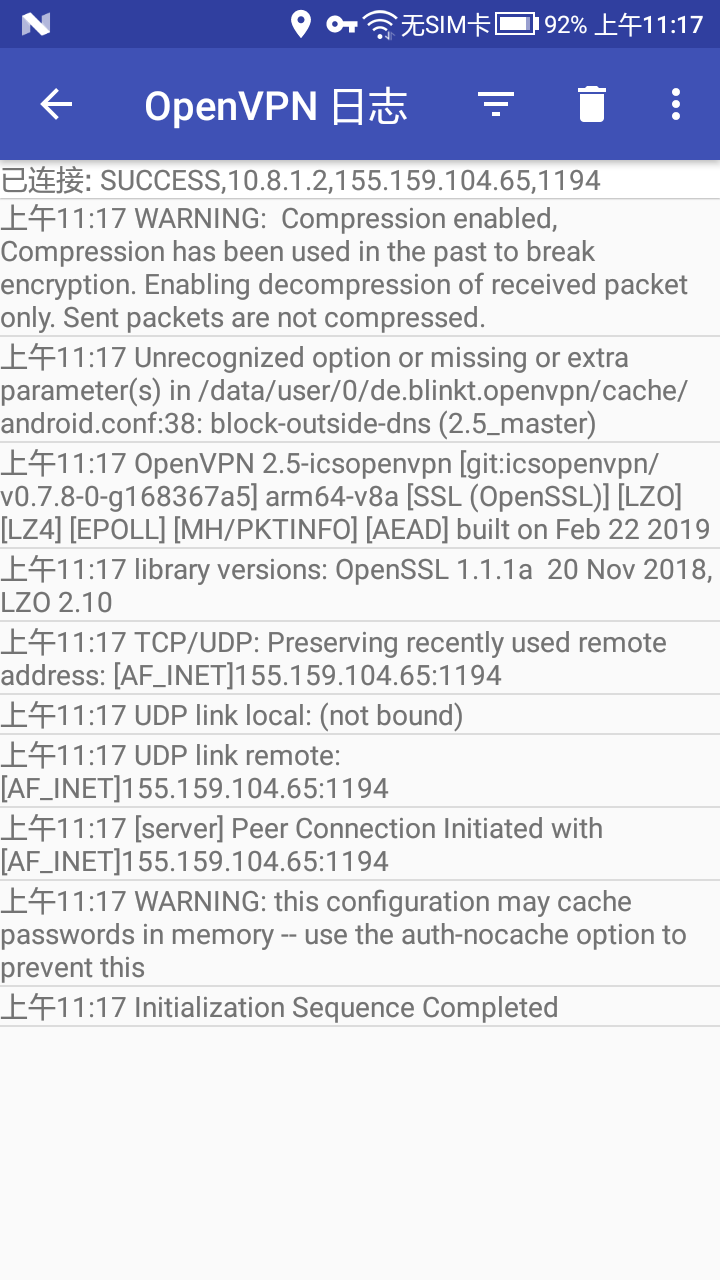 无SIM卡 92% 上午11:17
OpenVPN 日志
已连接: SUCCESS,10.8.1.2,155.159.104.65,1194
上午11:17 WARNING:  Compression enabled,
Compression has been used in the past to break
encryption. Enabling decompression of received packet
only. Sent packets are not compressed.
上午11:17 Unrecognized option or missing or extra
parameter(s) in /data/user/0/de.blinkt.openvpn/cache/
android.conf:38: block-outside-dns (2.5_master)
上午11:17 OpenVPN 2.5-icsopenvpn [git:icsopenvpn/
v0.7.8-0-g168367a5] arm64-v8a [SSL (OpenSSL)] [LZO]
[LZ4] [EPOLL] [MH/PKTINFO] [AEAD] built on Feb 22 2019
上午11:17 library versions: OpenSSL 1.1.1a  20 Nov 2018,
LZO 2.10
上午11:17 TCP/UDP: Preserving recently used remote
address: [AF_INET]155.159.104.65:1194
上午11:17 UDP link local: (not bound)
上午11:17 UDP link remote:
[AF_INET]155.159.104.65:1194
上午11:17 [server] Peer Connection Initiated with
[AF_INET]155.159.104.65:1194
上午11:17 WARNING: this configuration may cache
passwords in memory -- use the auth-nocache option to
prevent this
上午11:17 Initialization Sequence Completed